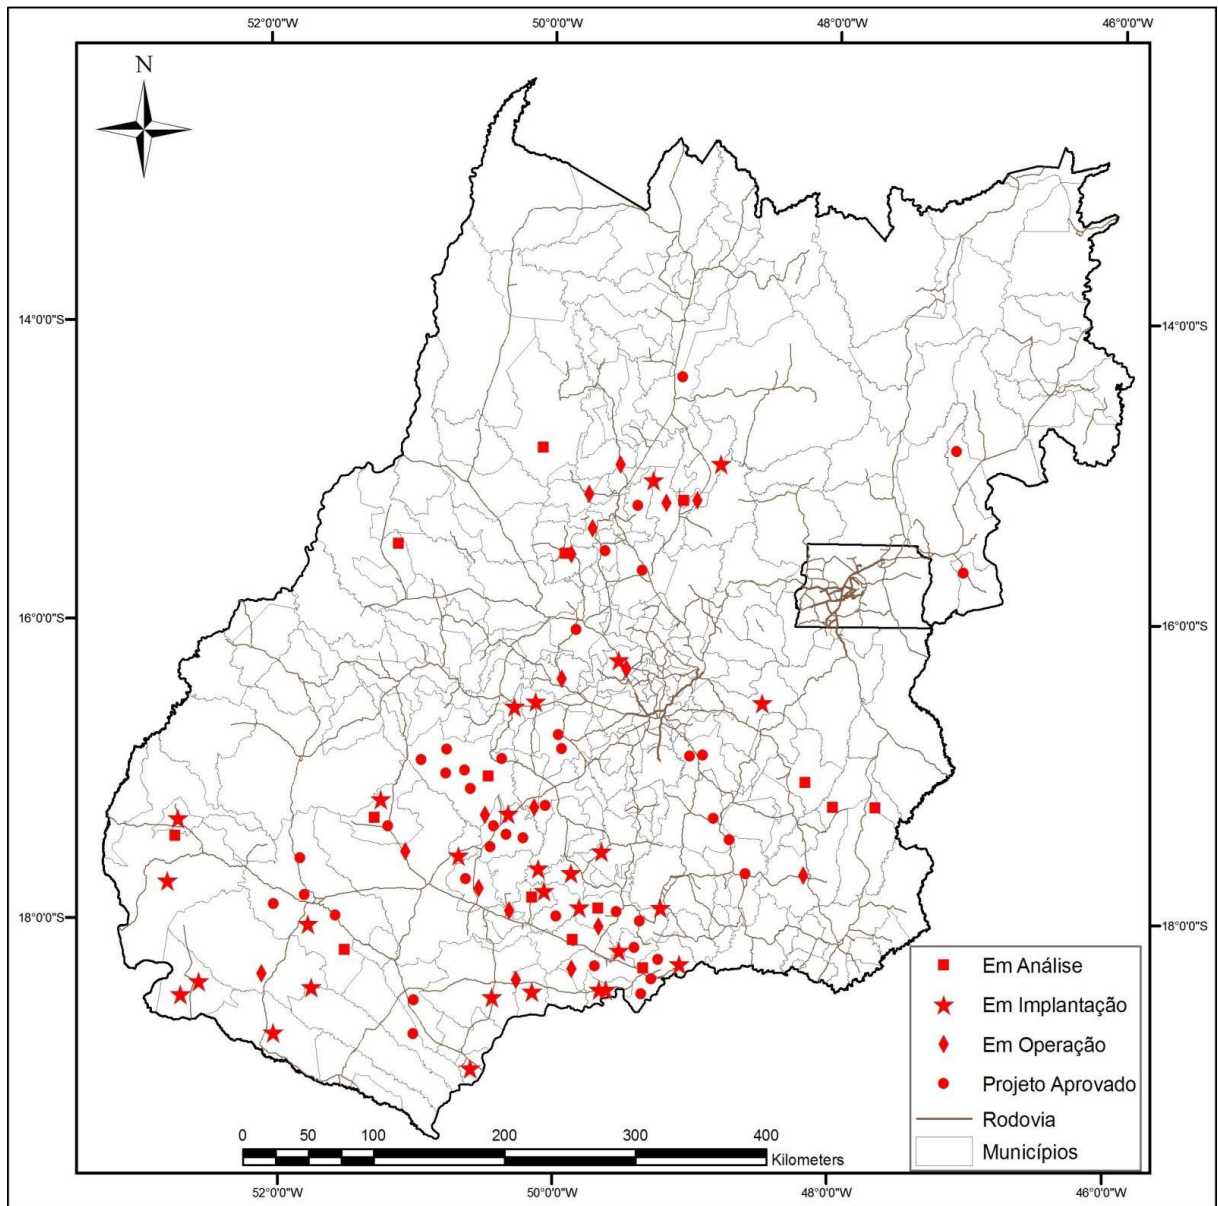 52°0'0"W 50°0'0"W 48°0'0"W 46°0'0"W
N
14°0'0"S 14°0'0"S
16°0'0"S 16°0'0"S
18°0'0"S 18°0'0"S
Em Análise
Em Implantação
Em Operação
Projeto Aprovado
Rodovia
Municípios
0 50 100 200 300 400
Kilometers
52°0'0"W 50°0'0"W 48°0'0"W 46°0'0"W